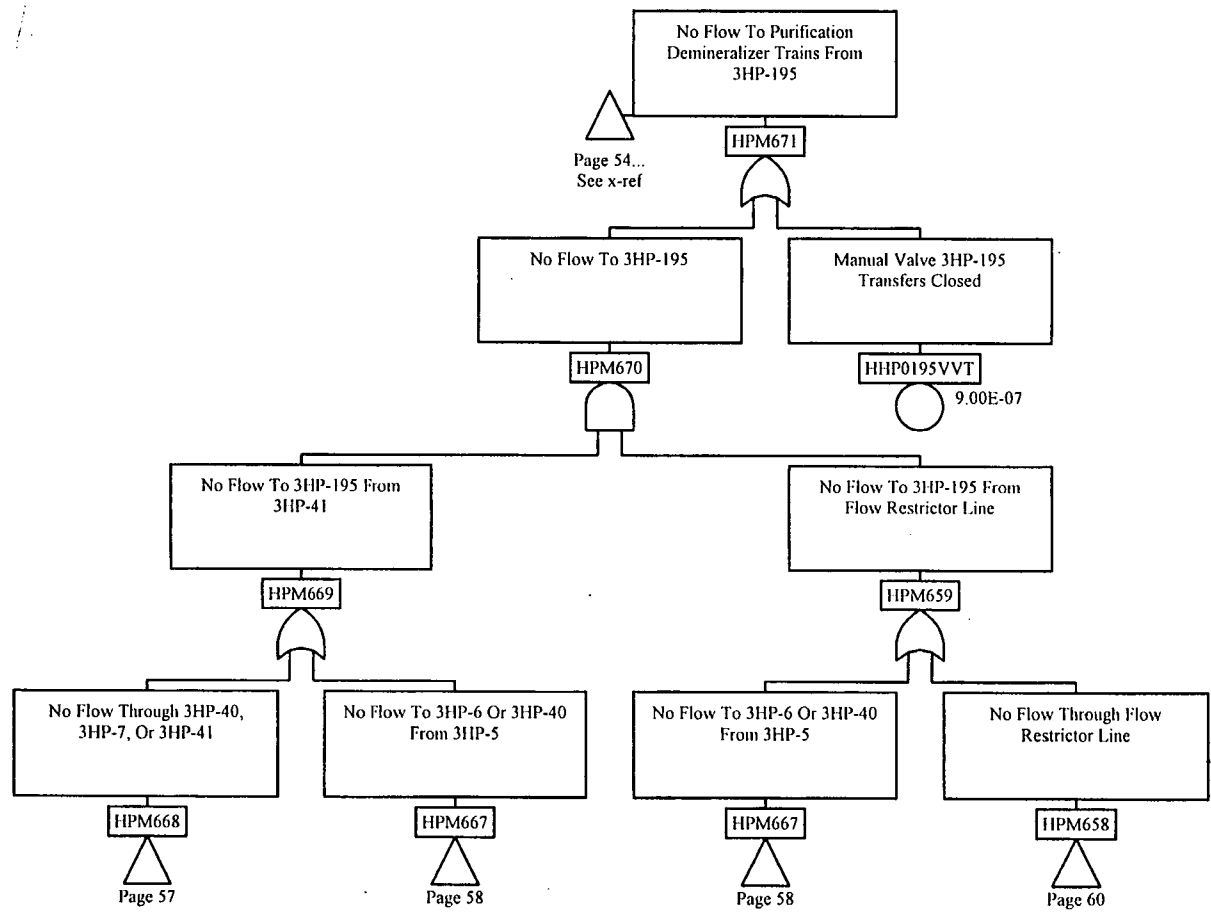 No Flow To Purification
Demineralizer Trains From
3HP-195
HPM671
Page 54...
See x-ref
No Flow To 3HP-195
HPM670
Manual Valve 3HP-195
Transfers Closed
HHP0195VVT
9.00E-07
No Flow To 3HP-195 From
3HP-41
HPM669
No Flow To 3HP-195 From
Flow Restrictor Line
HPM659
No Flow Through 3HP-40,
3HP-7, Or 3HP-41
HPM668
Page 57
No Flow To 3HP-6 Or 3HP-40
From 3HP-5
HPM667
Page 58
No Flow To 3HP-6 Or 3HP-40
From 3HP-5
HPM667
Page 58
No Flow Through Flow
Restrictor Line
HPM658
Page 60